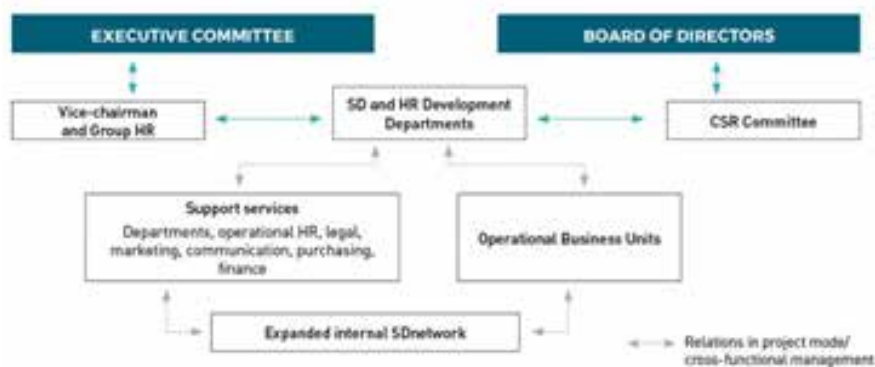 EXECUTIVE COMMITTEE
BOARD OF DIRECTORS
Vice-chairman
and Group HR
SD and HR Development
Departments
CSR Committee
Support services
Departments, operational HR, legal,
marketing, communication, purchasing,
finance
Operational Business Units
Expanded internal SDnetwork
Relations in project mode/
cross-functional management